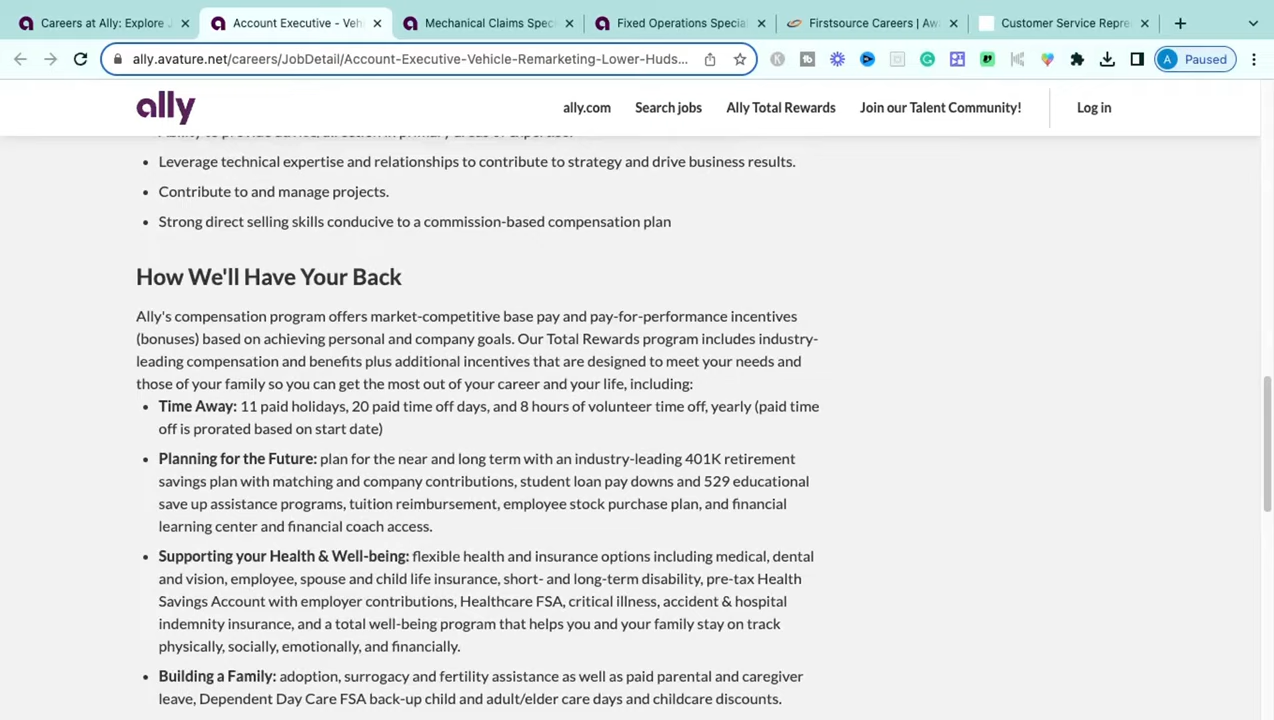 Careers at Ally: Explore J
Account Executive - Veh
Mechanical Claims Spec
Fixed Operations Special
Firstsource Careers | Aw
Customer Service Repre
ally.avature.net/careers/JobDetail/Account-Executive-Vehicle-Remarketing-Lower-Huds...
A Paused
ally
ally.com
Search jobs
Ally Total Rewards
Join our Talent Community!
Log in
Ability to provide advice/direction in primary areas of expertise.
• Leverage technical expertise and relationships to contribute to strategy and drive business results.
• Contribute to and manage projects.
• Strong direct selling skills conducive to a commission-based compensation plan
How We'll Have Your Back
Ally's compensation program offers market-competitive base pay and pay-for-performance incentives
(bonuses) based on achieving personal and company goals. Our Total Rewards program includes industry-
leading compensation and benefits plus additional incentives that are designed to meet your needs and
those of your family so you can get the most out of your career and your life, including:
• Time Away: 11 paid holidays, 20 paid time off days, and 8 hours of volunteer time off, yearly (paid time
off is prorated based on start date)
• Planning for the Future: plan for the near and long term with an industry-leading 401K retirement
savings plan with matching and company contributions, student loan pay downs and 529 educational
save up assistance programs, tuition reimbursement, employee stock purchase plan, and financial
learning center and financial coach access.
• Supporting your Health & Well-being: flexible health and insurance options including medical, dental
and vision, employee, spouse and child life insurance, short- and long-term disability, pre-tax Health
Savings Account with employer contributions, Healthcare FSA, critical illness, accident & hospital
indemnity insurance, and a total well-being program that helps you and your family stay on track
physically, socially, emotionally, and financially.
• Building a Family: adoption, surrogacy and fertility assistance as well as paid parental and caregiver
leave, Dependent Day Care FSA back-up child and adult/elder care days and childcare discounts.